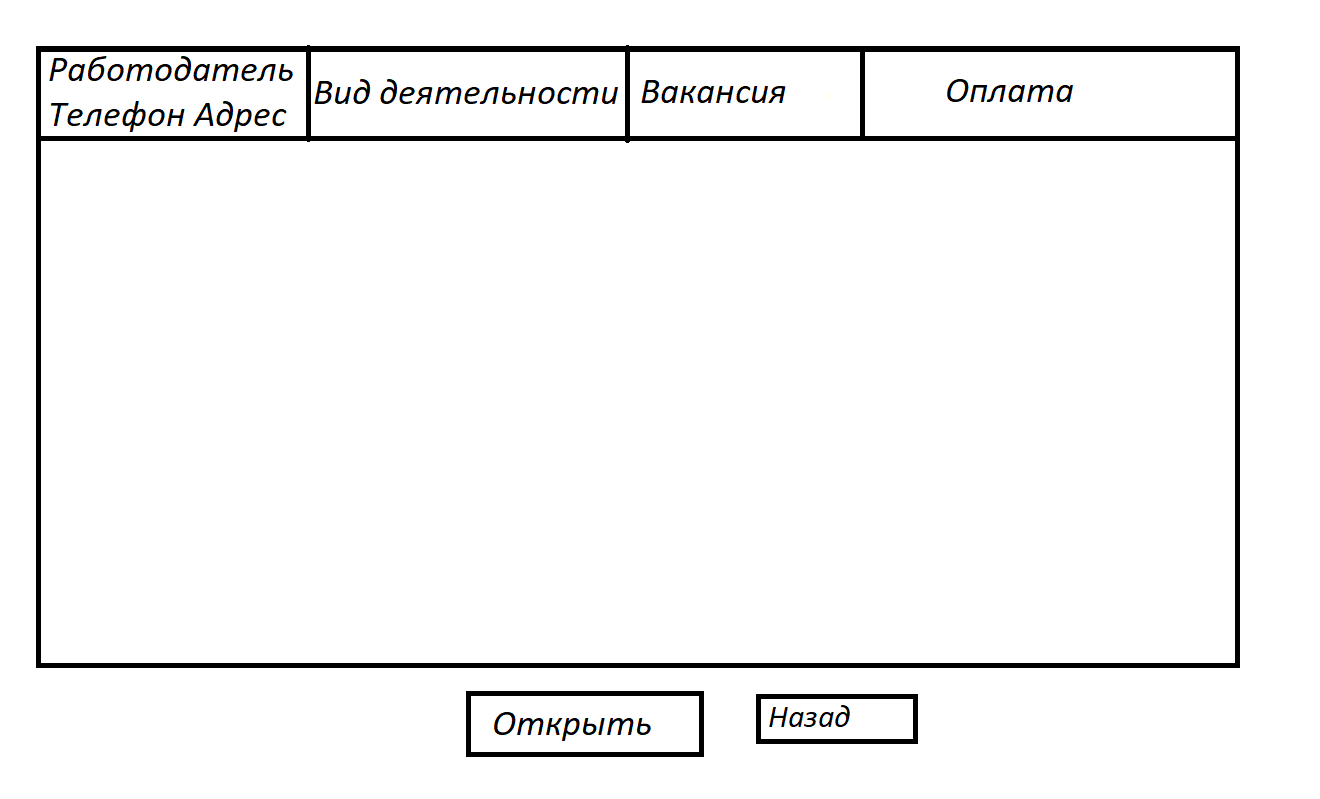 Работодатель
Телефон Адрес
Вид деятельности
Вакансия
Оплата
Открыть
Назад